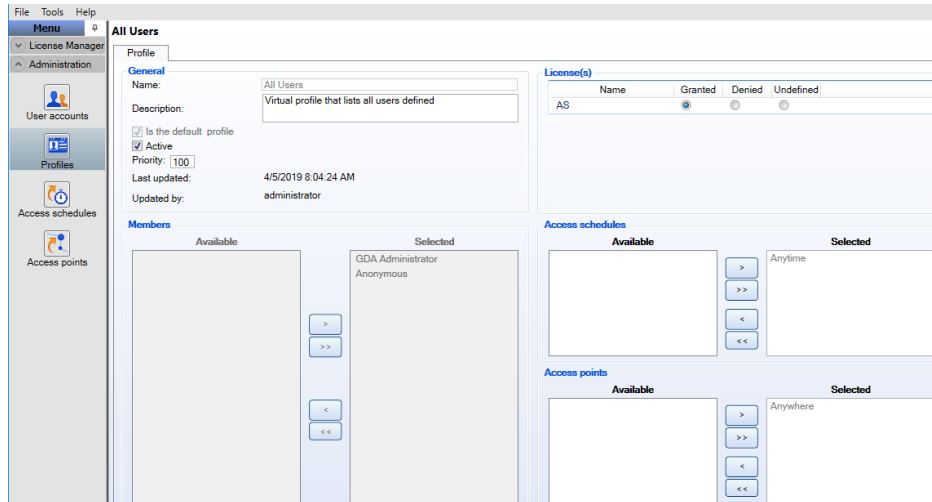 File Tools Help
Menu
License Manager
Administration
User accounts
Profiles
Access schedules
Access points
All Users
Profile
General
Name: All Users
Description: Virtual profile that lists all users defined
Is the default profile
Active
Priority: 100
Last updated: 4/5/2019 8:04:24 AM
Updated by: administrator
License(s)
Name Granted Denied Undefined
AS
Members
Available Selected
GDA Administrator
Anonymous
>
>>
<
<<
Access schedules
Available Selected
Anytime
>
>>
<
<<
Access points
Available Selected
Anywhere
>
>>
<
<<